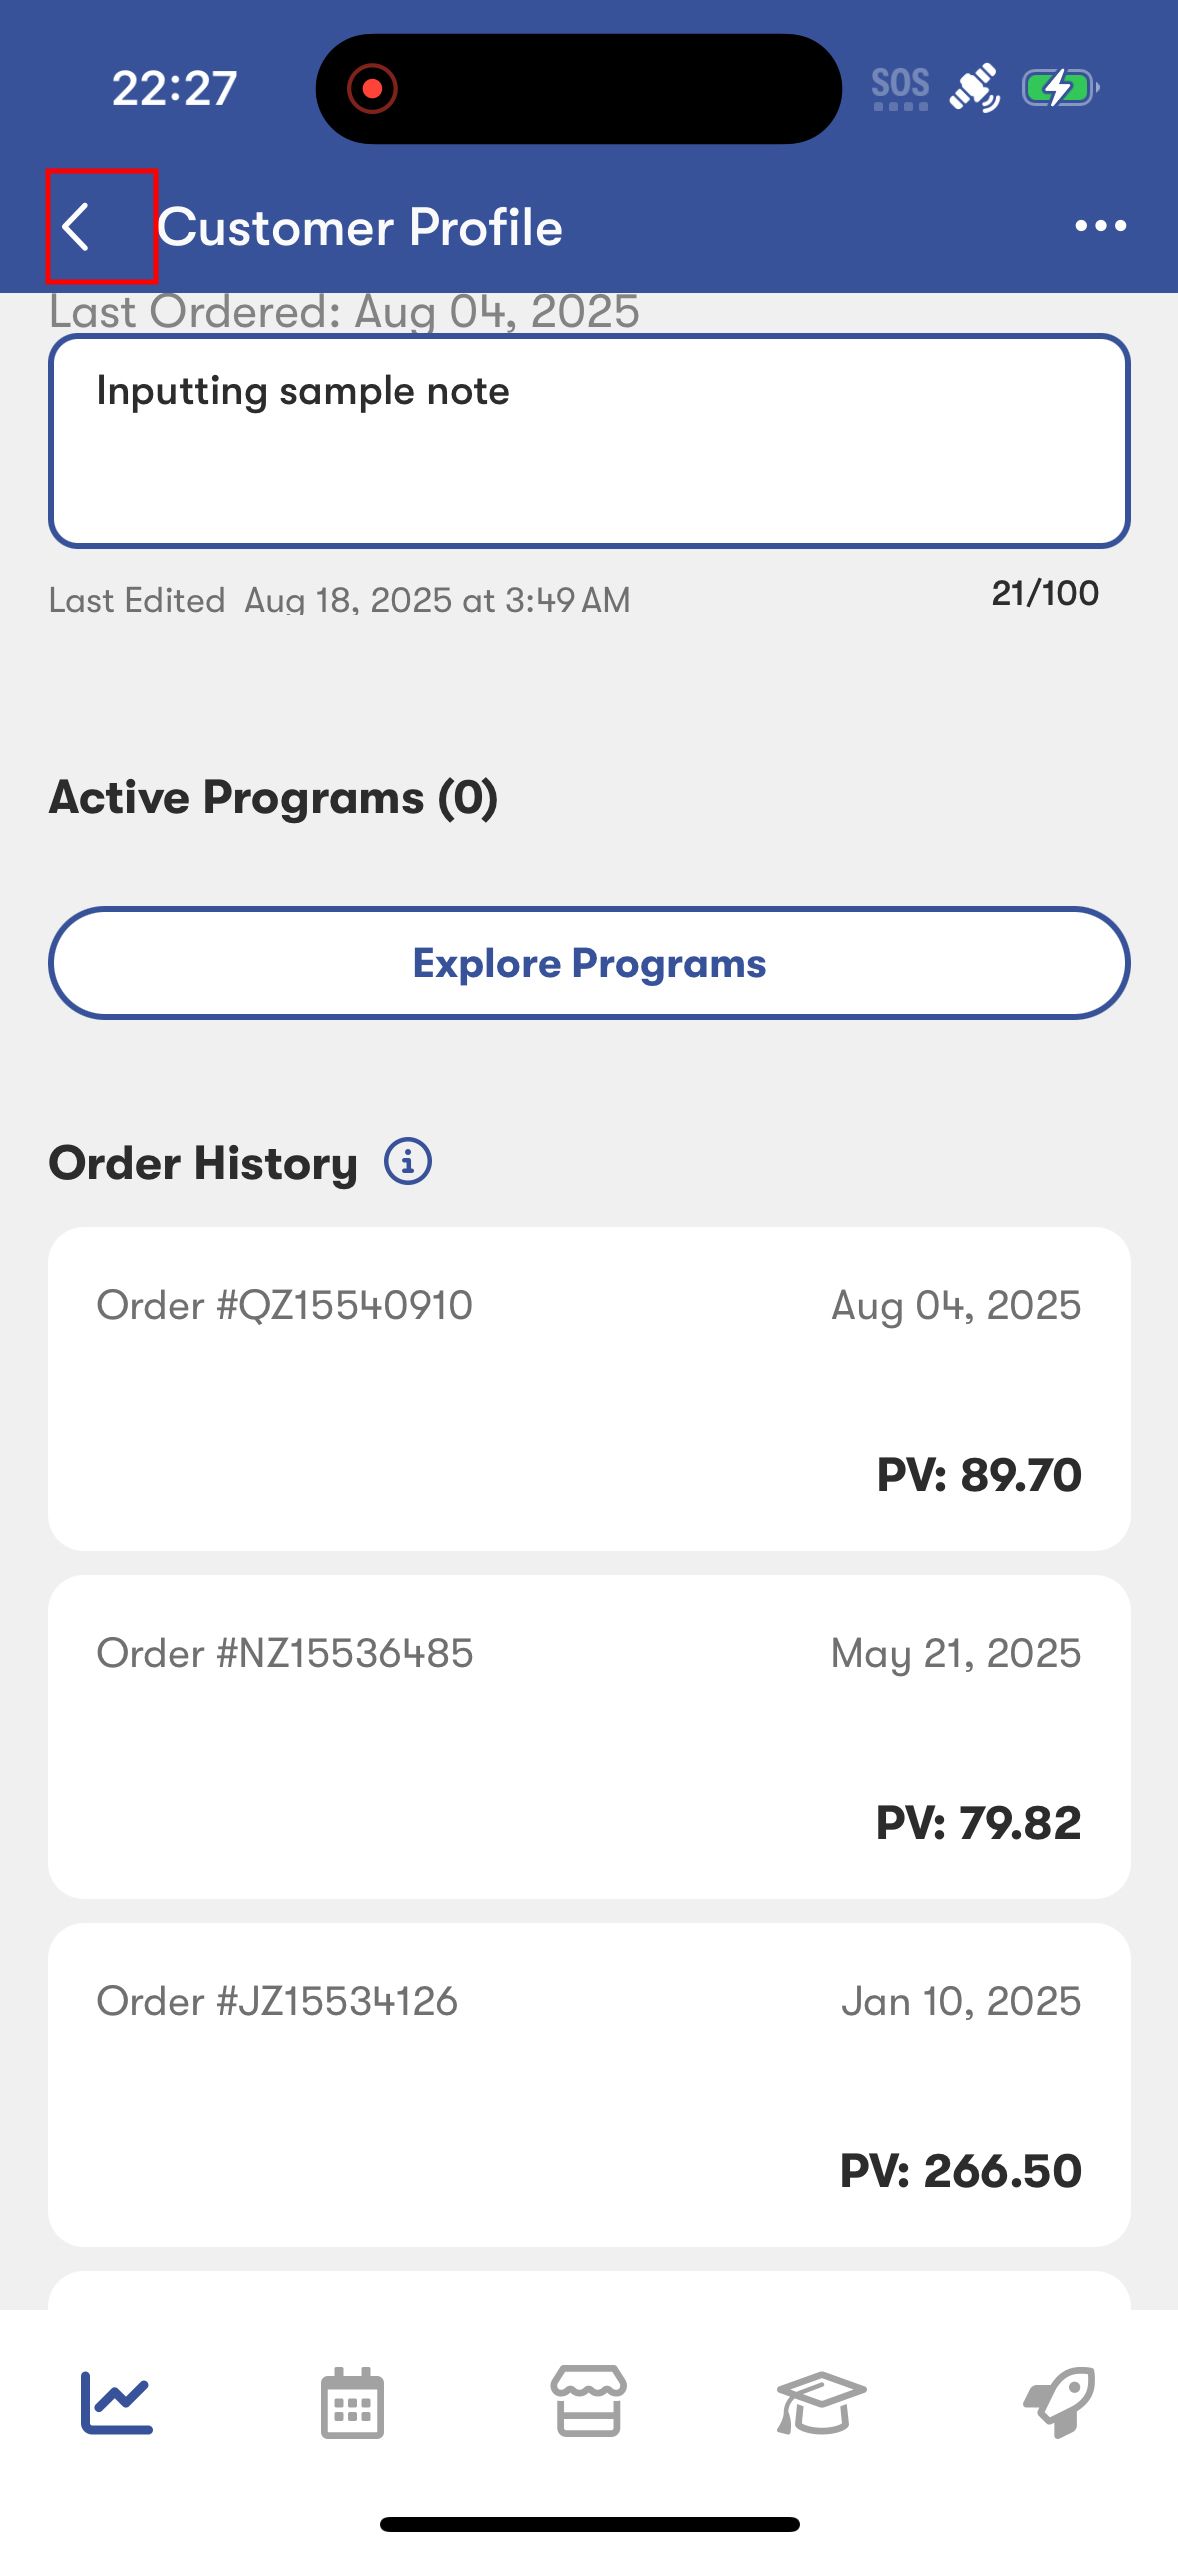 22:27
SOS
Customer Profile
Last Ordered: Aug 04, 2025
Inputting sample note
Last Edited Aug 18, 2025 at 3:49 AM
21/100
Active Programs (0)
Explore Programs
Order History
Order #QZ15540910
Aug 04, 2025
PV: 89.70
Order #NZ15536485
May 21, 2025
PV: 79.82
Order #JZ15534126
Jan 10, 2025
PV: 266.50